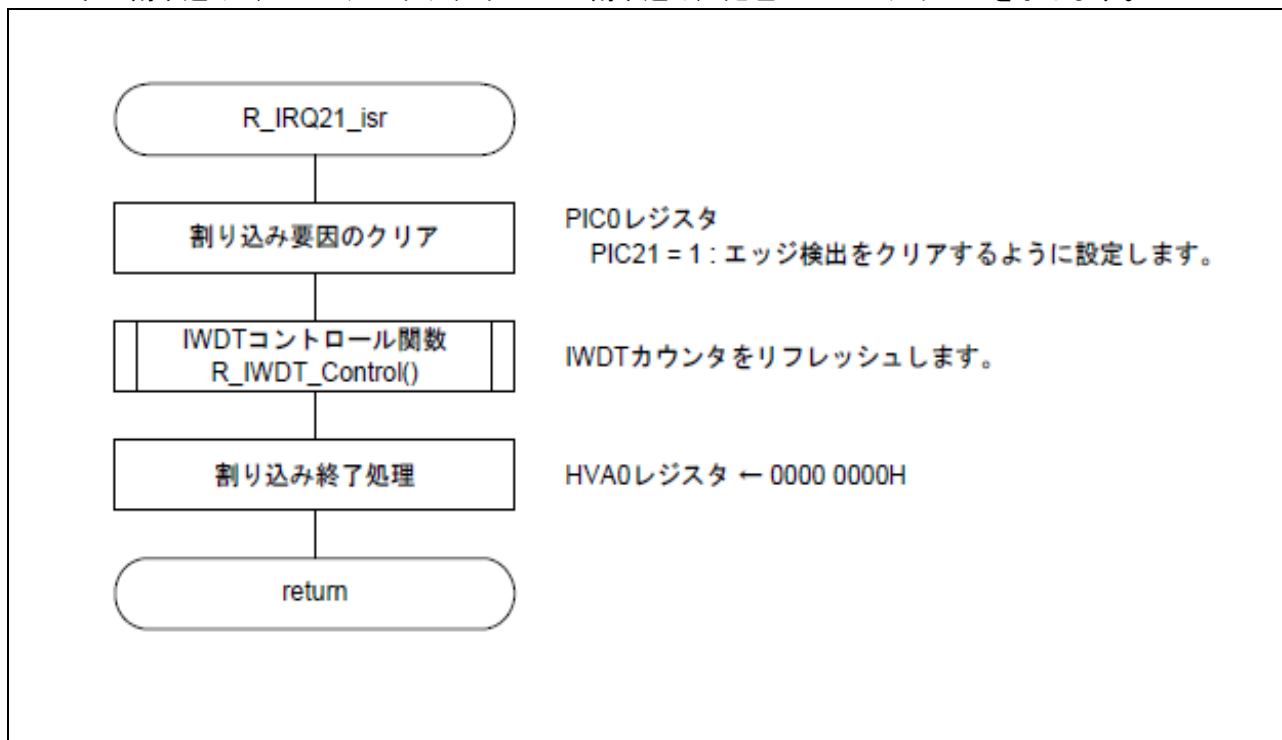 R_IRQ21_isr
割り込み要因のクリア
PIC0レジスタ
PIC21 = 1 : エッジ検出をクリアするように設定します。
IWDTコントロール関数
R_IWDT_Control()
IWDTカウンタをリフレッシュします。
割り込み終了処理
HVA0レジスタ ← 0000 0000H
return